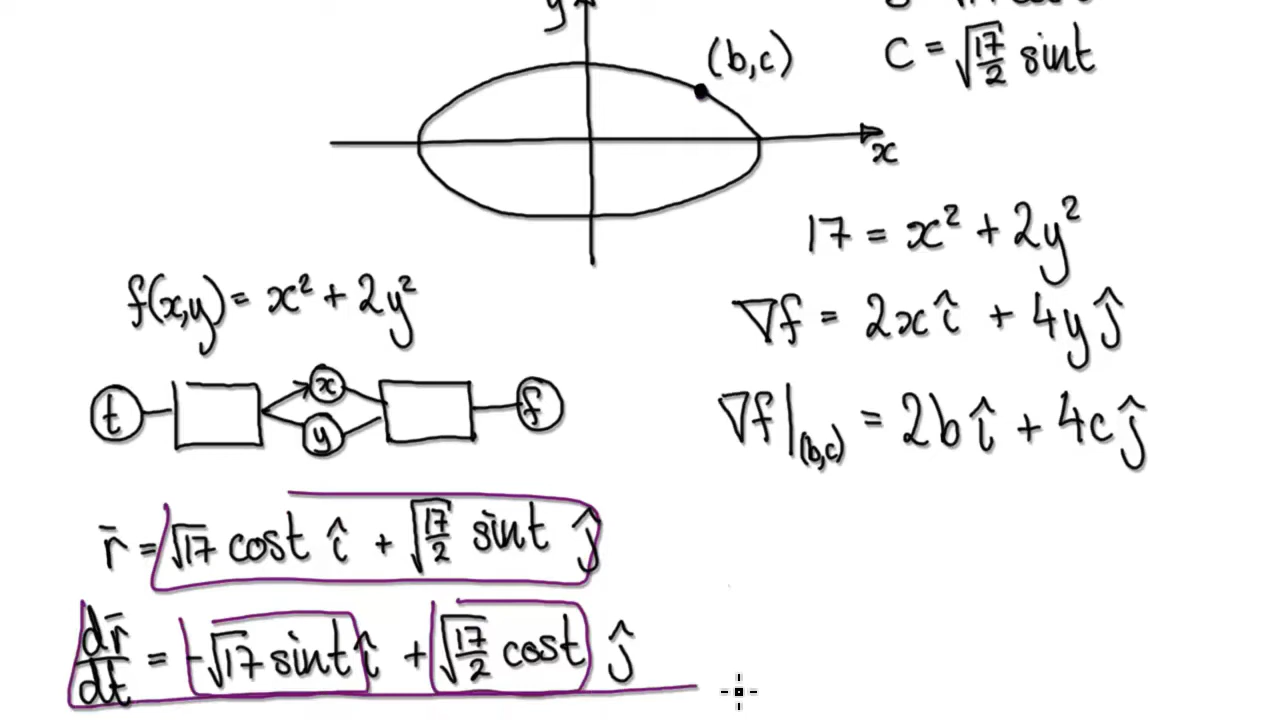 y
(b,c)
c = √(17/2) sint
x
17 = x² + 2y²
f(x,y) = x² + 2y²
∇f = 2x î + 4y ĵ
t x y f
∇f|(b,c) = 2b î + 4c ĵ
r̄ = √17 cost î + √(17/2) sint ĵ
dr̄/dt = -√17 sint î + √(17/2) cost ĵ